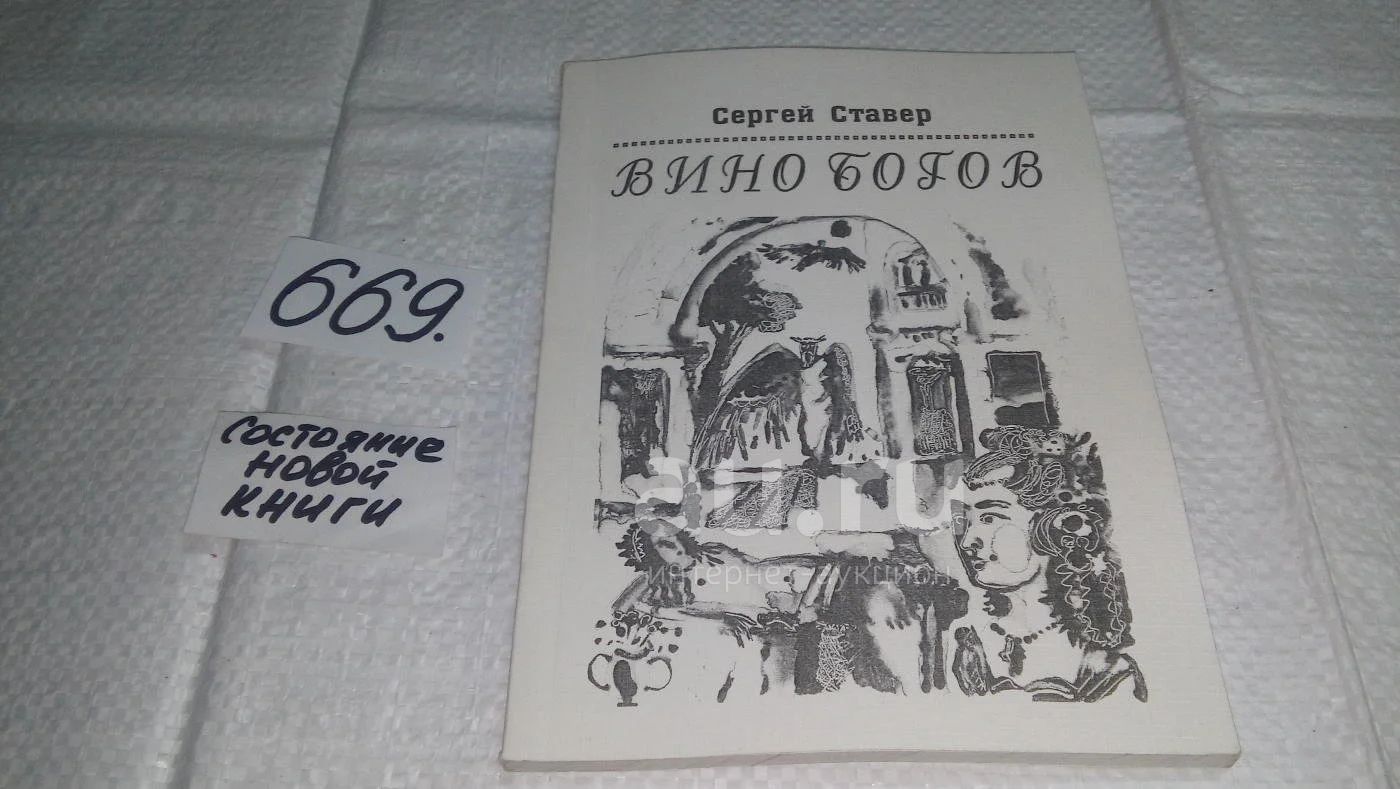 Сергей Ставер
ВИНО БОГОВ
669.
Состояние
новой
книги
au.ru
интернет-аукцион